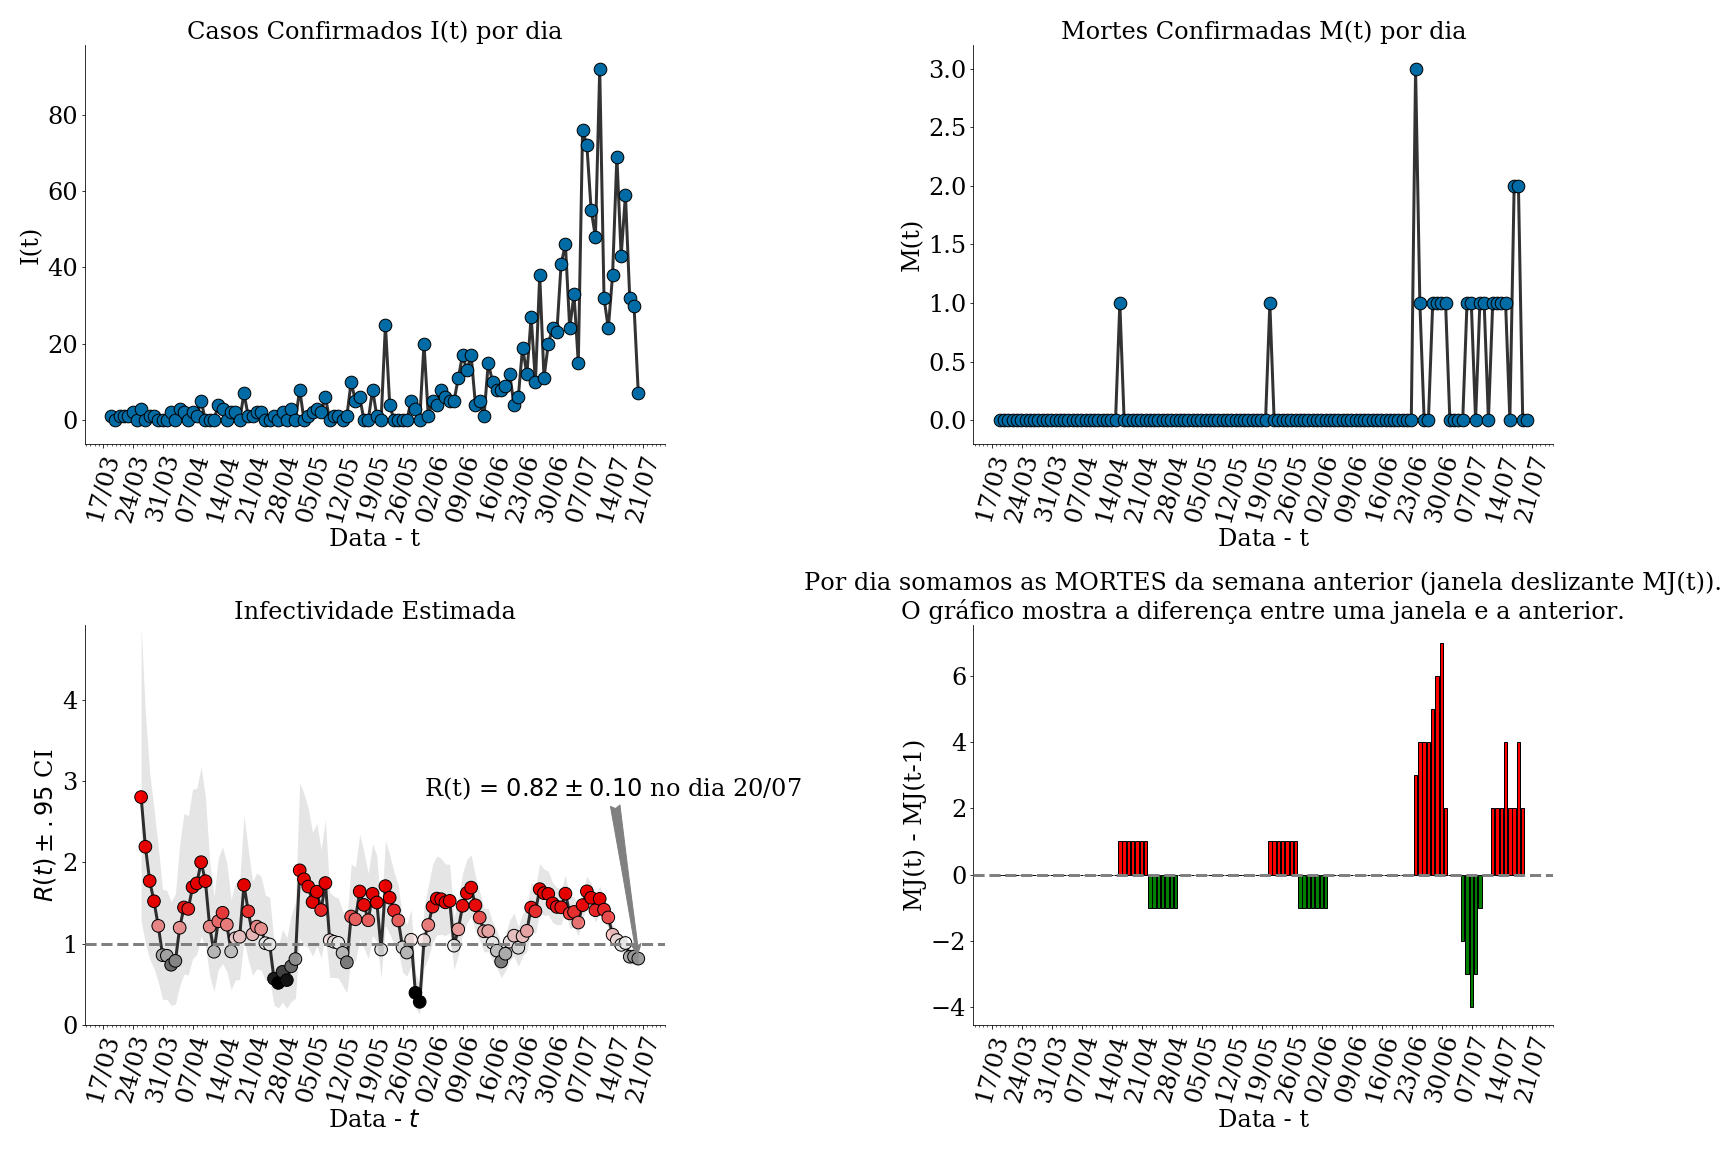 Casos Confirmados I(t) por dia
I(t)
80
60
40
20
0
17/03 24/03 31/03 07/04 14/04 21/04 28/04 05/05 12/05 19/05 26/05 02/06 09/06 16/06 23/06 30/06 07/07 14/07 21/07
Data - t
Mortes Confirmadas M(t) por dia
M(t)
3.0
2.5
2.0
1.5
1.0
0.5
0.0
17/03 24/03 31/03 07/04 14/04 21/04 28/04 05/05 12/05 19/05 26/05 02/06 09/06 16/06 23/06 30/06 07/07 14/07 21/07
Data - t
Infectividade Estimada
R(t) ± .95 CI
4
3
2
1
0
R(t) = 0.82 ± 0.10 no dia 20/07
17/03 24/03 31/03 07/04 14/04 21/04 28/04 05/05 12/05 19/05 26/05 02/06 09/06 16/06 23/06 30/06 07/07 14/07 21/07
Data - t
Por dia somamos as MORTES da semana anterior (janela deslizante MJ(t)).
O gráfico mostra a diferença entre uma janela e a anterior.
MJ(t) - MJ(t-1)
6
4
2
0
−2
−4
17/03 24/03 31/03 07/04 14/04 21/04 28/04 05/05 12/05 19/05 26/05 02/06 09/06 16/06 23/06 30/06 07/07 14/07 21/07
Data - t